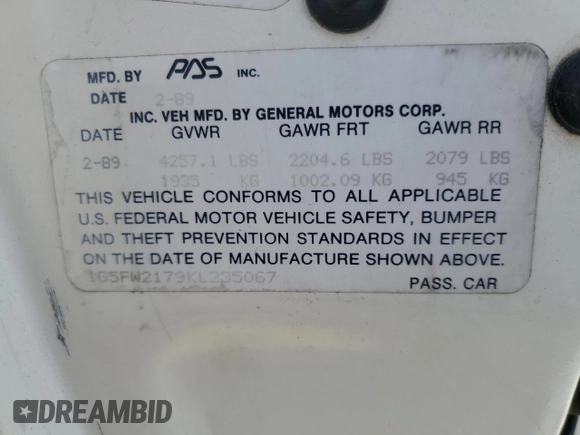 MFD. BY PAS INC.
DATE 2-89
INC. VEH MFD. BY GENERAL MOTORS CORP.
DATE GVWR GAWR FRT GAWR RR
2-89 4257.1 LBS 2204.6 LBS 2079 LBS
1935 KG 1002.09 KG 945 KG
THIS VEHICLE CONFORMS TO ALL APPLICABLE
U.S. FEDERAL MOTOR VEHICLE SAFETY, BUMPER
AND THEFT PREVENTION STANDARDS IN EFFECT
ON THE DATE OF MANUFACTURE SHOWN ABOVE.
1G5FW2179KL235067
PASS. CAR
DREAMBID